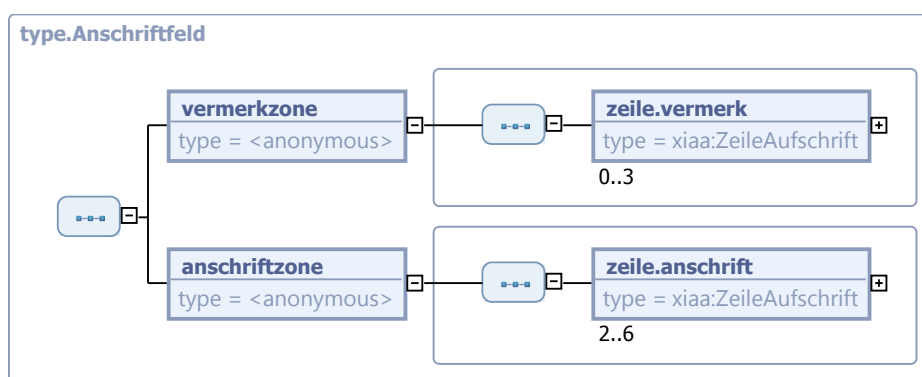 type.Anschriftfeld
vermerkzone
type = <anonymous>
zeile.vermerk
type = xiaa:ZeileAufschrift
0..3
anschriftzone
type = <anonymous>
zeile.anschrift
type = xiaa:ZeileAufschrift
2..6